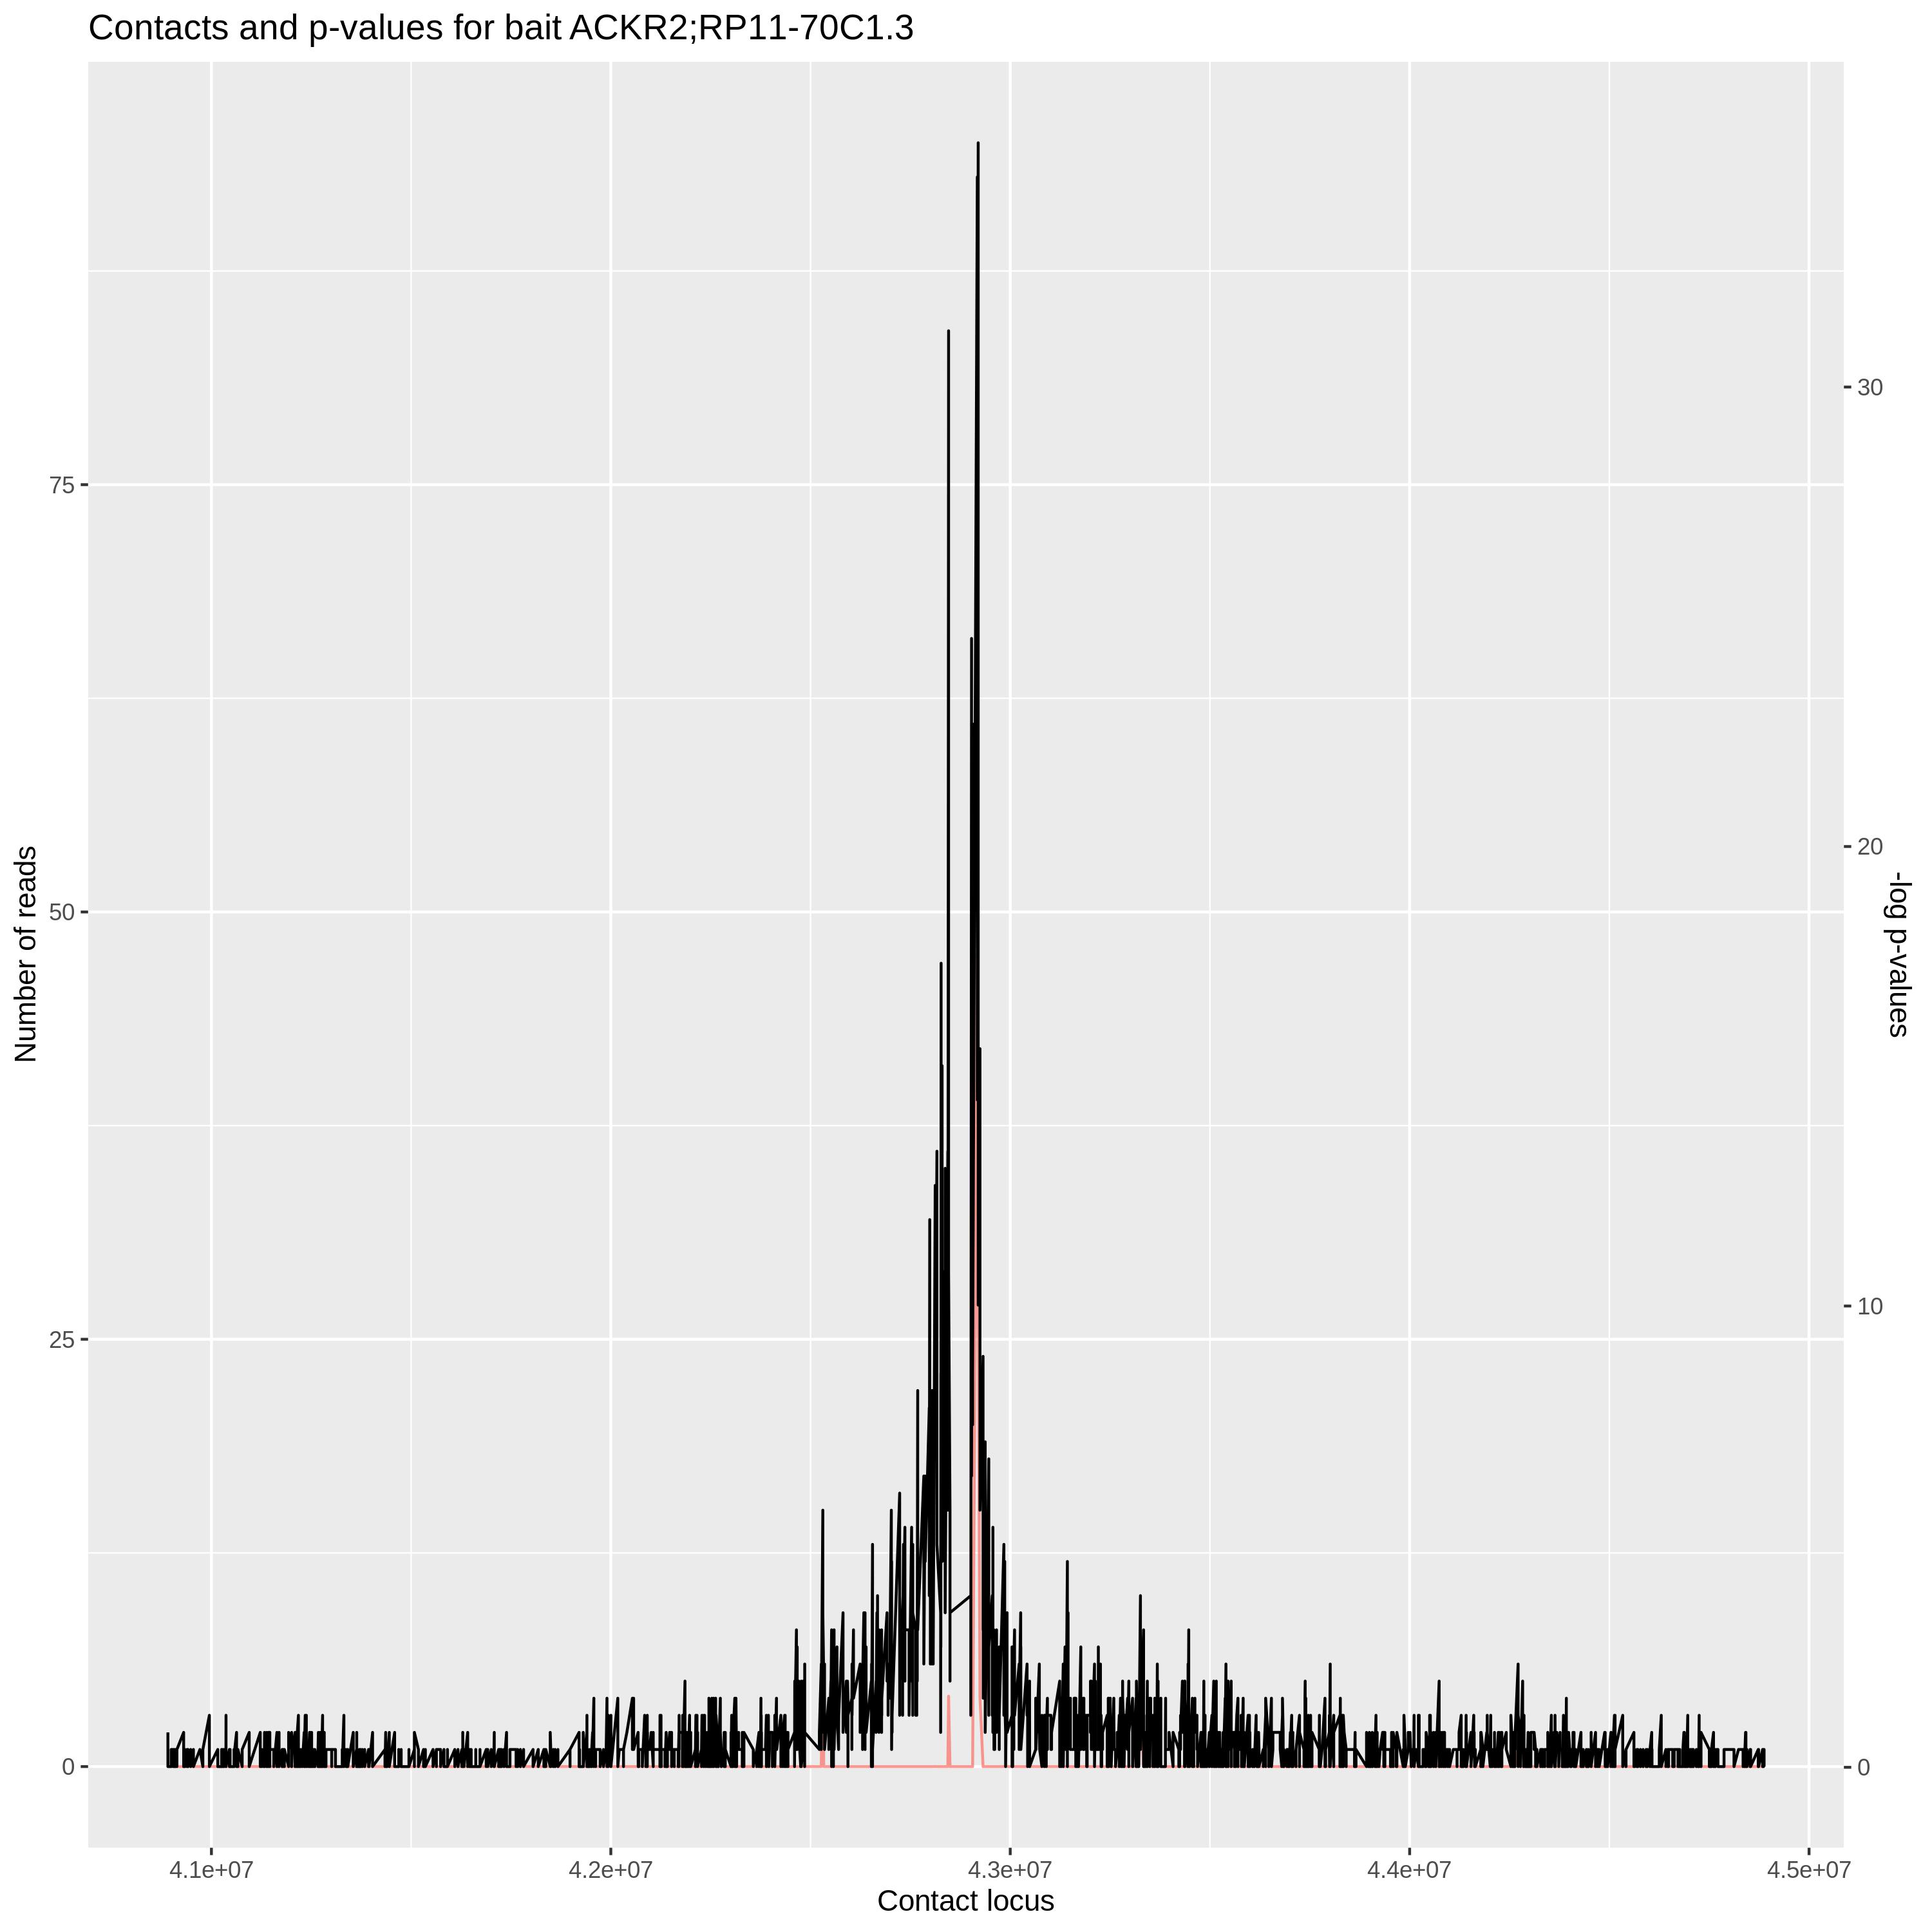 Contacts and p-values for bait ACKR2;RP11-70C1.3
75
50
25
0
30
20
10
0
Number of reads
-log p-values
4.1e+07
4.2e+07
4.3e+07
4.4e+07
4.5e+07
Contact locus